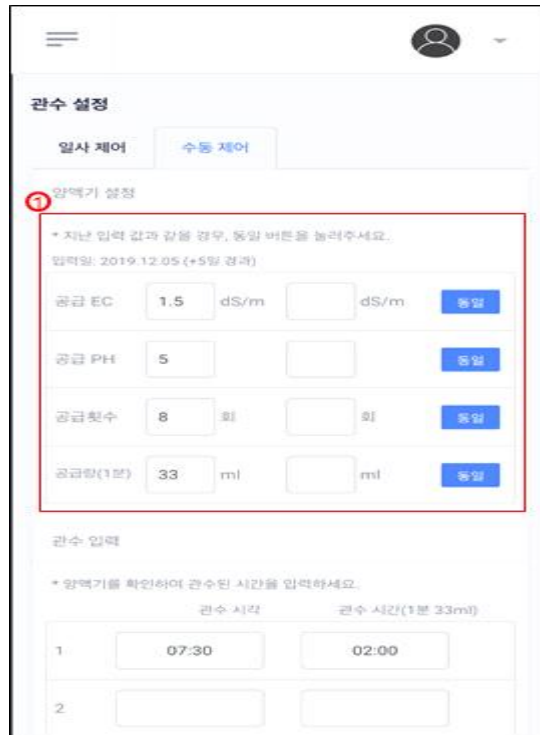 관수 설정
일사 제어 수동 제어
양액기 설정
①
* 지난 입력 값과 같을 경우, 동일 버튼을 눌러주세요.
입력일: 2019.12.05 (+5일 경과)
공급 EC 1.5 dS/m dS/m 동일
공급 PH 5 동일
공급횟수 8 회 회 동일
공급량(1분) 33 ml ml 동일
관수 입력
* 양액기를 확인하여 관수된 시간을 입력하세요.
관수 시각 관수 시간(1분 33ml)
1 07:30 02:00
2